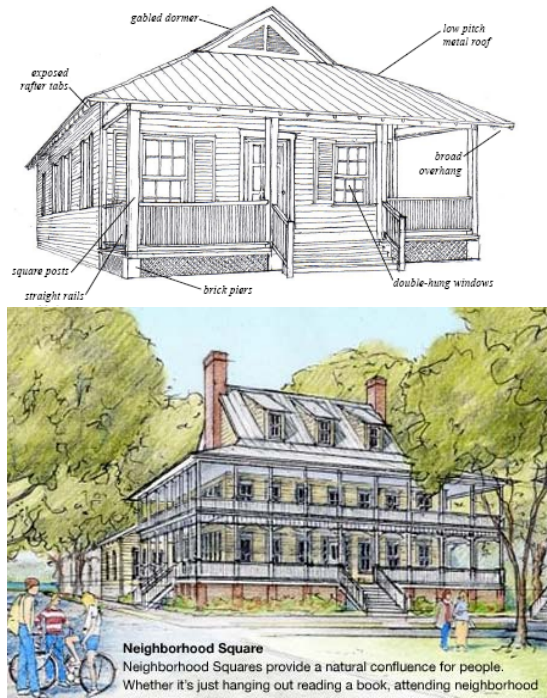 gabled dormer
low pitch
metal roof
exposed
rafter tabs
broad
overhang
square posts
straight rails
brick piers
double-hung windows
Neighborhood Square
Neighborhood Squares provide a natural confluence for people.
Whether it's just hanging out reading a book, attending neighborhood